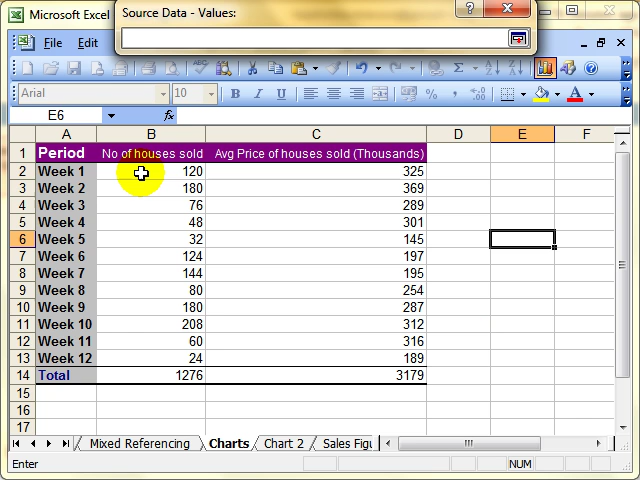 Microsoft Excel
Source Data - Values:
File Edit
Arial 10 B I U
E6 fx
A B C D E F
1 Period No of houses sold Avg Price of houses sold (Thousands)
2 Week 1 120 325
3 Week 2 180 369
4 Week 3 76 289
5 Week 4 48 301
6 Week 5 32 145
7 Week 6 124 197
8 Week 7 144 195
9 Week 8 80 254
10 Week 9 180 287
11 Week 10 208 312
12 Week 11 60 316
13 Week 12 24 189
14 Total 1276 3179
15
16
17
Mixed Referencing Charts Chart 2 Sales Figu
Enter NUM